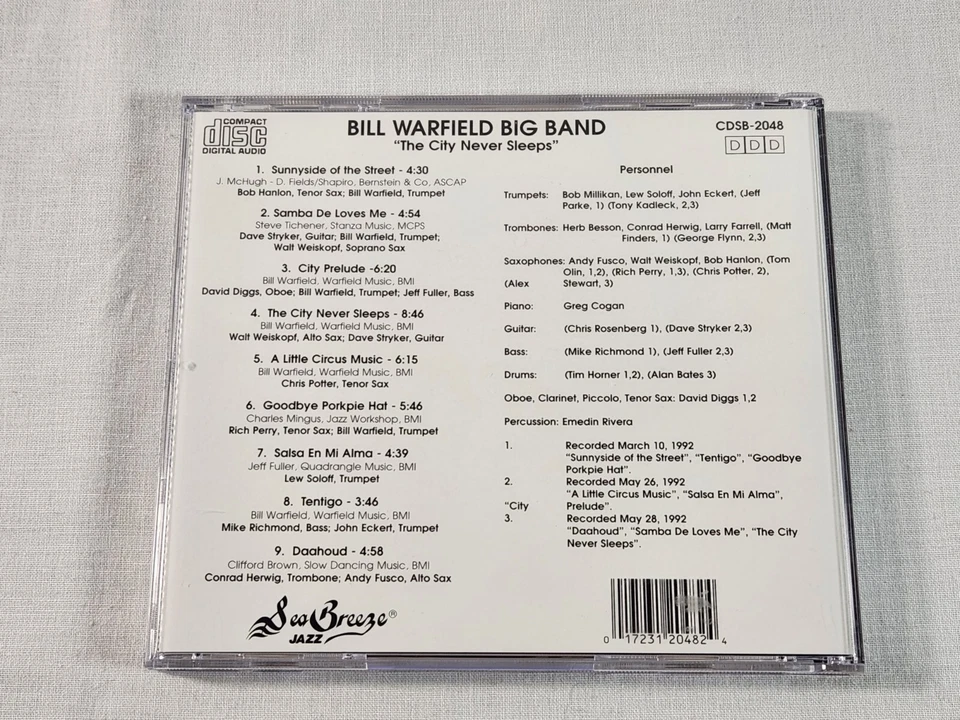 COMPACT
disc
DIGITAL AUDIO
BILL WARFIELD BIG BAND
"The City Never Sleeps"
CDSB-2048
D D D
1. Sunnyside of the Street - 4:30
J. McHugh - D. Fields/Shapiro, Bernstein & Co, ASCAP
Bob Hanlon, Tenor Sax; Bill Warfield, Trumpet
2. Samba De Loves Me - 4:54
Steve Tichener, Stanza Music, MCPS
Dave Stryker, Guitar; Bill Warfield, Trumpet;
Walt Weiskopf, Soprano Sax
3. City Prelude -6:20
Bill Warfield, Warfield Music, BMI
David Diggs, Oboe; Bill Warfield, Trumpet; Jeff Fuller, Bass
4. The City Never Sleeps - 8:46
Bill Warfield, Warfield Music, BMI
Walt Weiskopf, Alto Sax; Dave Stryker, Guitar
5. A Little Circus Music - 6:15
Bill Warfield, Warfield Music, BMI
Chris Potter, Tenor Sax
6. Goodbye Porkpie Hat - 5:46
Charles Mingus, Jazz Workshop, BMI
Rich Perry, Tenor Sax; Bill Warfield, Trumpet
7. Salsa En Mi Alma - 4:39
Jeff Fuller, Quadrangle Music, BMI
Lew Soloff, Trumpet
8. Tentigo - 3:46
Bill Warfield, Warfield Music, BMI
Mike Richmond, Bass; John Eckert, Trumpet
9. Daahoud - 4:58
Clifford Brown, Slow Dancing Music, BMI
Conrad Herwig, Trombone; Andy Fusco, Alto Sax
Sea Breeze®
JAZZ
Personnel
Trumpets: Bob Millikan, Lew Soloff, John Eckert, (Jeff
Parke, 1) (Tony Kadleck, 2,3)
Trombones: Herb Besson, Conrad Herwig, Larry Farrell, (Matt
Finders, 1) (George Flynn, 2,3)
Saxophones: Andy Fusco, Walt Weiskopf, Bob Hanlon, (Tom
Olin, 1,2), (Rich Perry, 1,3), (Chris Potter, 2),
(Alex Stewart, 3)
Piano: Greg Cogan
Guitar: (Chris Rosenberg 1), (Dave Stryker 2,3)
Bass: (Mike Richmond 1), (Jeff Fuller 2,3)
Drums: (Tim Horner 1,2), (Alan Bates 3)
Oboe, Clarinet, Piccolo, Tenor Sax: David Diggs 1,2
Percussion: Emedin Rivera
1. Recorded March 10, 1992
"Sunnyside of the Street", "Tentigo", "Goodbye
Porkpie Hat".
2. Recorded May 26, 1992
"A Little Circus Music", "Salsa En Mi Alma",
"City Prelude".
3. Recorded May 28, 1992
"Daahoud", "Samba De Loves Me", "The City
Never Sleeps".
0 17231 20482 4